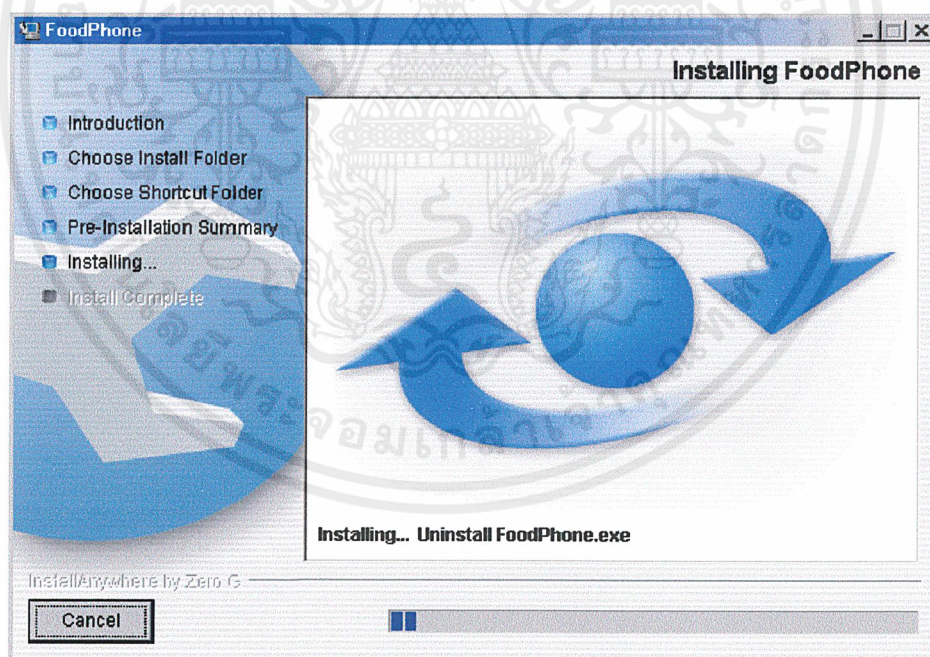 FoodPhone
Installing FoodPhone
Introduction
Choose Install Folder
Choose Shortcut Folder
Pre-Installation Summary
Installing...
Install Complete
Installing... Uninstall FoodPhone.exe
InstallAnywhere by Zero G
Cancel